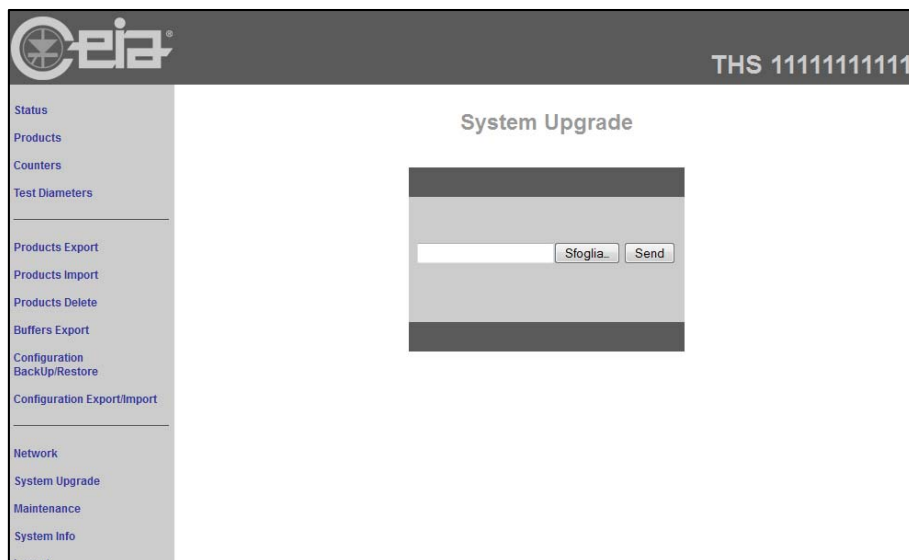 Ceia®
THS 11111111111
Status
Products
Counters
Test Diameters
Products Export
Products Import
Products Delete
Buffers Export
Configuration
BackUp/Restore
Configuration Export/Import
Network
System Upgrade
Maintenance
System Info
System Upgrade
Sfoglia.. Send